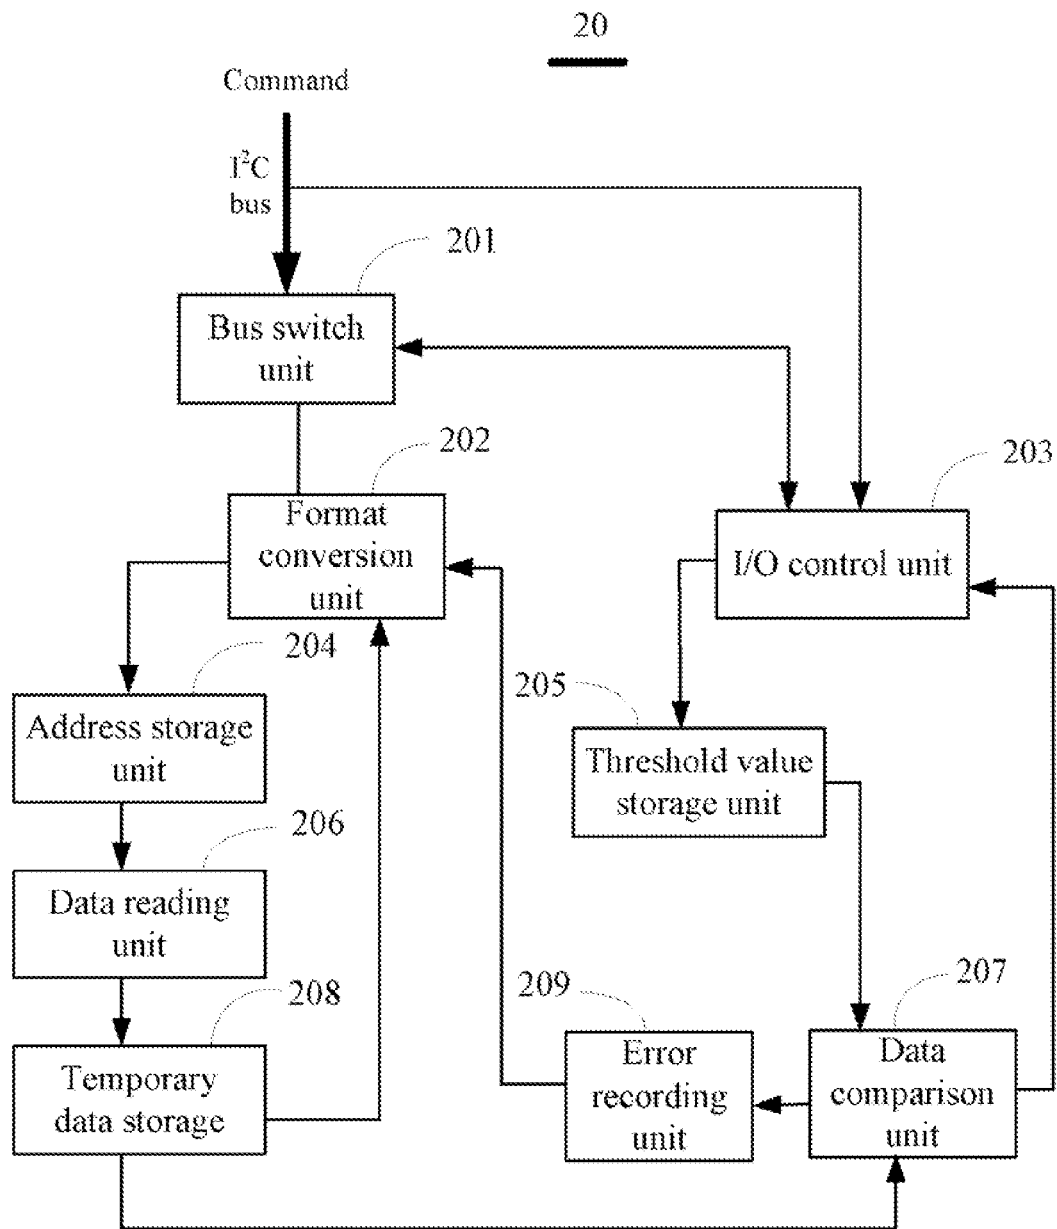 20
Command
I²C
bus
201
Bus switch
unit
202
203
Format
conversion
unit
I/O control unit
204
205
Address storage
unit
Threshold value
storage unit
206
Data reading
unit
208
209
207
Temporary
data storage
Error
recording
unit
Data
comparison
unit